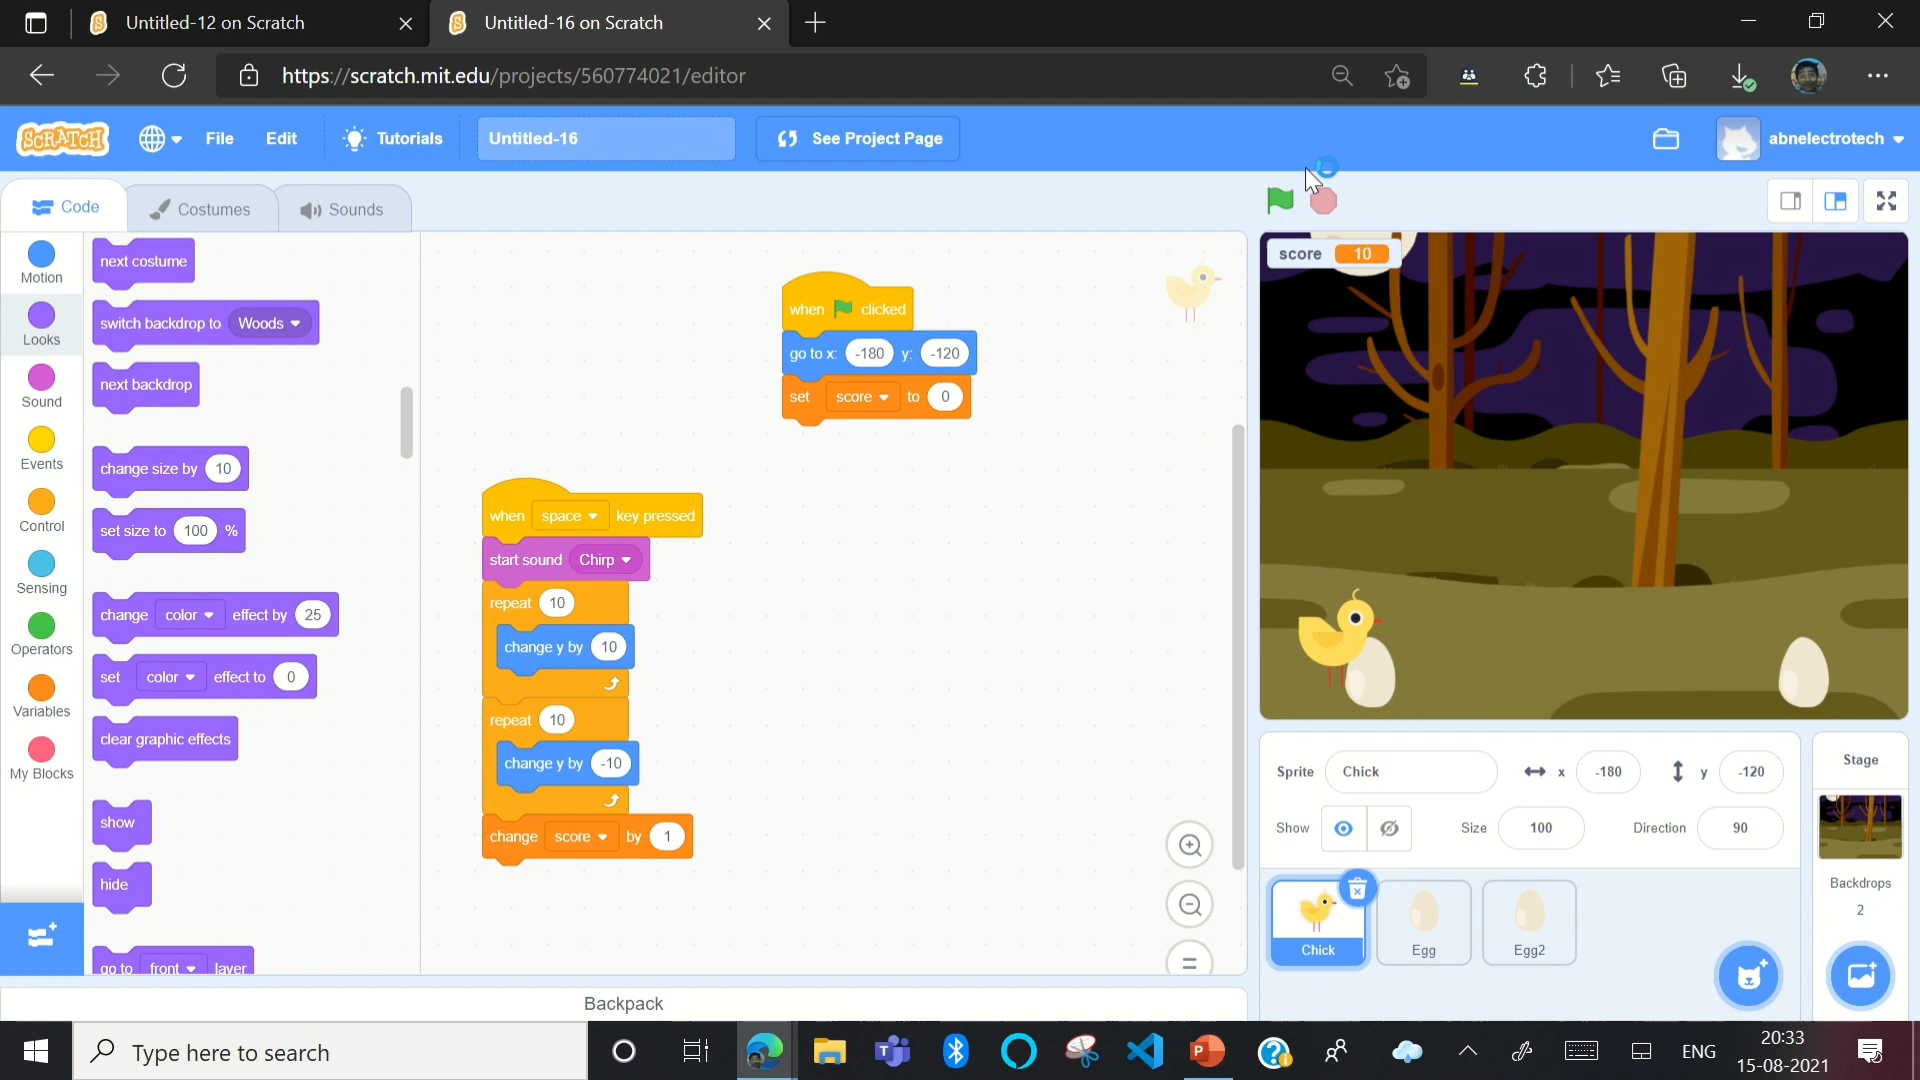 Untitled-12 on Scratch
Untitled-16 on Scratch
https://scratch.mit.edu/projects/560774021/editor
SCRATCH
File
Edit
Tutorials
Untitled-16
See Project Page
abnelectrotech
Code
Costumes
Sounds
Motion
Looks
Sound
Events
Control
Sensing
Operators
Variables
My Blocks
next costume
switch backdrop to Woods
next backdrop
change size by 10
set size to 100 %
change color effect by 25
set color effect to 0
clear graphic effects
show
hide
go to front layer
when clicked
go to x: -180 y: -120
set score to 0
when space key pressed
start sound Chirp
repeat 10
change y by 10
repeat 10
change y by -10
change score by 1
score 10
Sprite Chick x -180 y -120
Show Size 100 Direction 90
Chick
Egg
Egg2
Stage
Backdrops
2
Backpack
Type here to search
ENG
20:33
15-08-2021